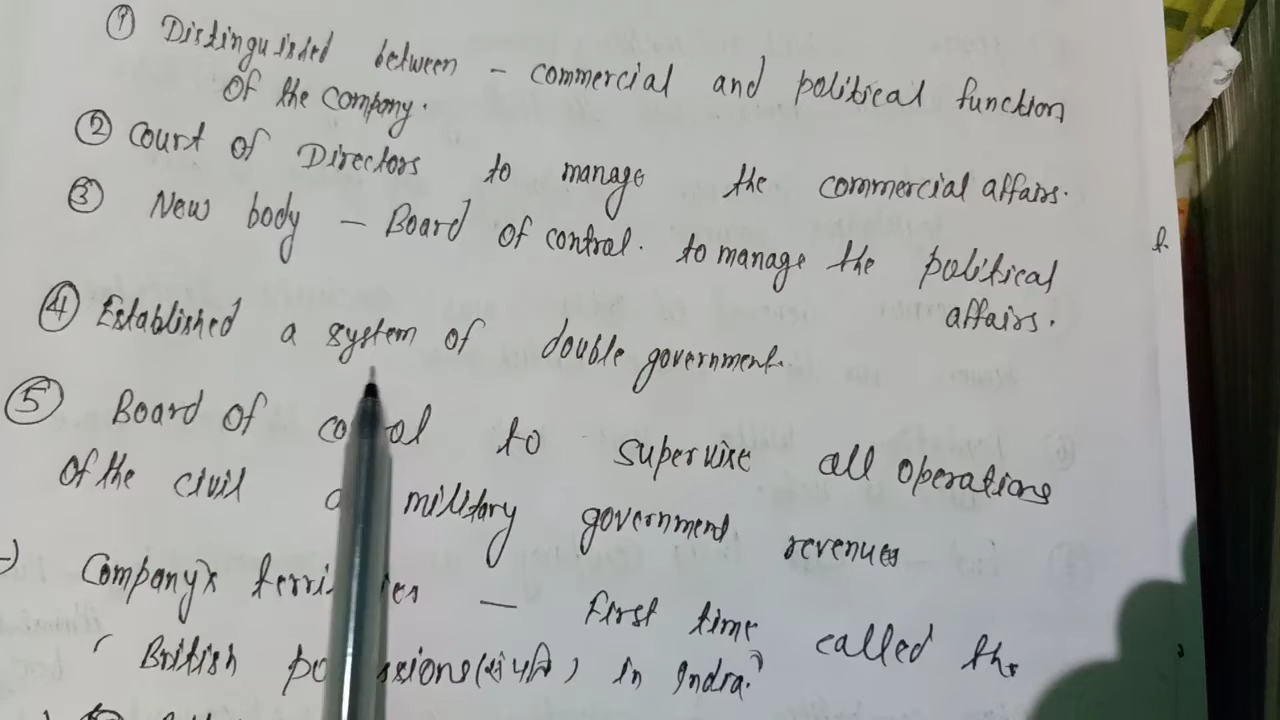 ① Distinguished between – commercial and political function
of the company.
② Court of Directors to manage the commercial affairs.
③ New body – Board of control. to manage the political
affairs.
④ Established a system of double government.
⑤ Board of to supervise all operations
of the civil military government revenues
Company's – First time called the
'British in India'